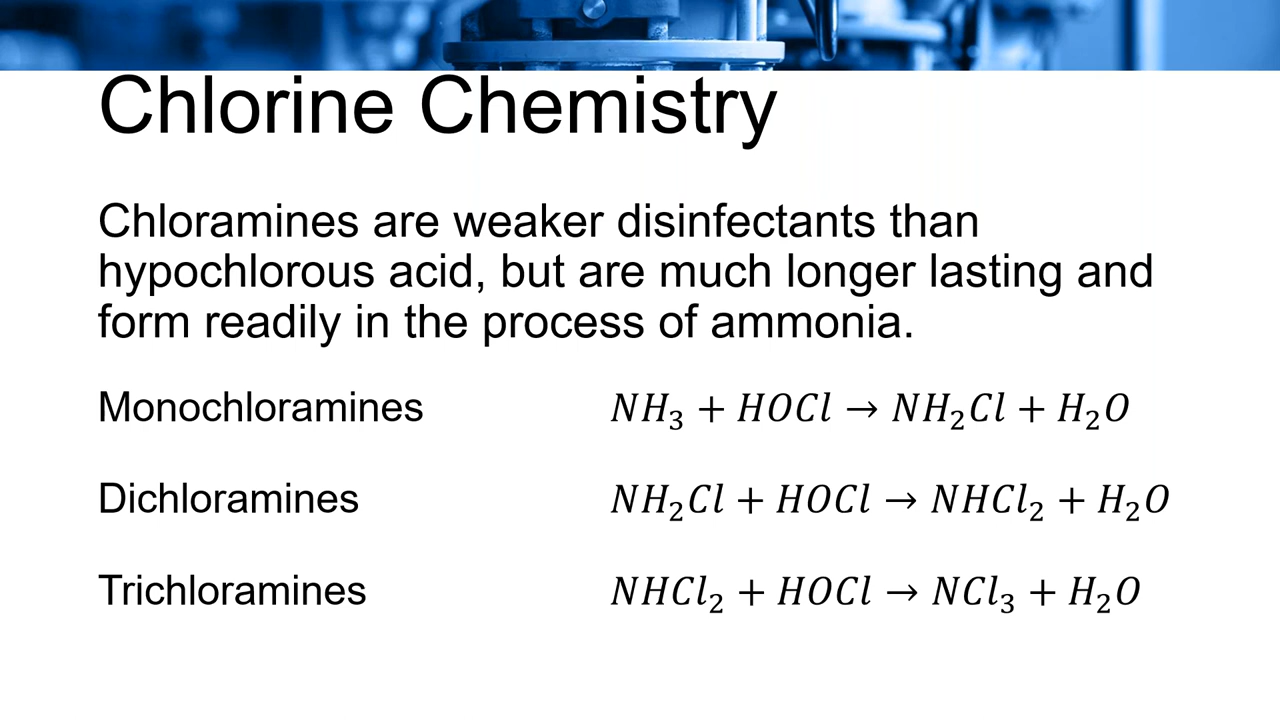 Chlorine Chemistry
Chloramines are weaker disinfectants than
hypochlorous acid, but are much longer lasting and
form readily in the process of ammonia.
Monochloramines NH₃ + HOCl → NH₂Cl + H₂O
Dichloramines NH₂Cl + HOCl → NHCl₂ + H₂O
Trichloramines NHCl₂ + HOCl → NCl₃ + H₂O